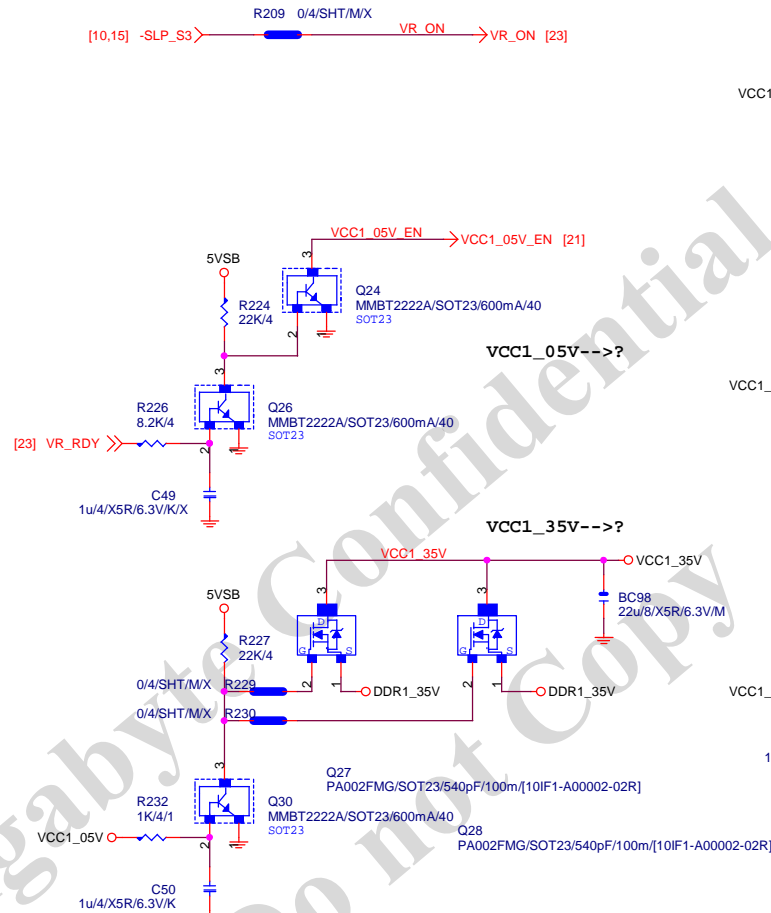 R209 0/4/SHT/M/X
[10,15] -SLP_S3 VR_ON VR_ON [23]
VCC1
VCC1_05V_EN VCC1_05V_EN [21]
5VSB
3
R224
22K/4
Q24
MMBT2222A/SOT23/600mA/40
SOT23
2 1
VCC1_05V-->?
3
VCC1_
R226
8.2K/4
Q26
MMBT2222A/SOT23/600mA/40
SOT23
[23] VR_RDY
2 1
C49
1u/4/X5R/6.3V/K/X
VCC1_35V-->?
VCC1_35V VCC1_35V
5VSB
3 3
BC98
22u/8/X5R/6.3V/M
R227
22K/4
D D
G S G S
0/4/SHT/M/X R229
2 1 DDR1_35V 2 1 DDR1_35V
VCC1_
0/4/SHT/M/X R230
1
3
Q27
PA002FMG/SOT23/540pF/100m/[10IF1-A00002-02R]
R232
1K/4/1
Q30
MMBT2222A/SOT23/600mA/40
SOT23
Q28
PA002FMG/SOT23/540pF/100m/[10IF1-A00002-02R]
VCC1_05V
2 1
C50
1u/4/X5R/6.3V/K
gabyte Confidential
Do not Copy